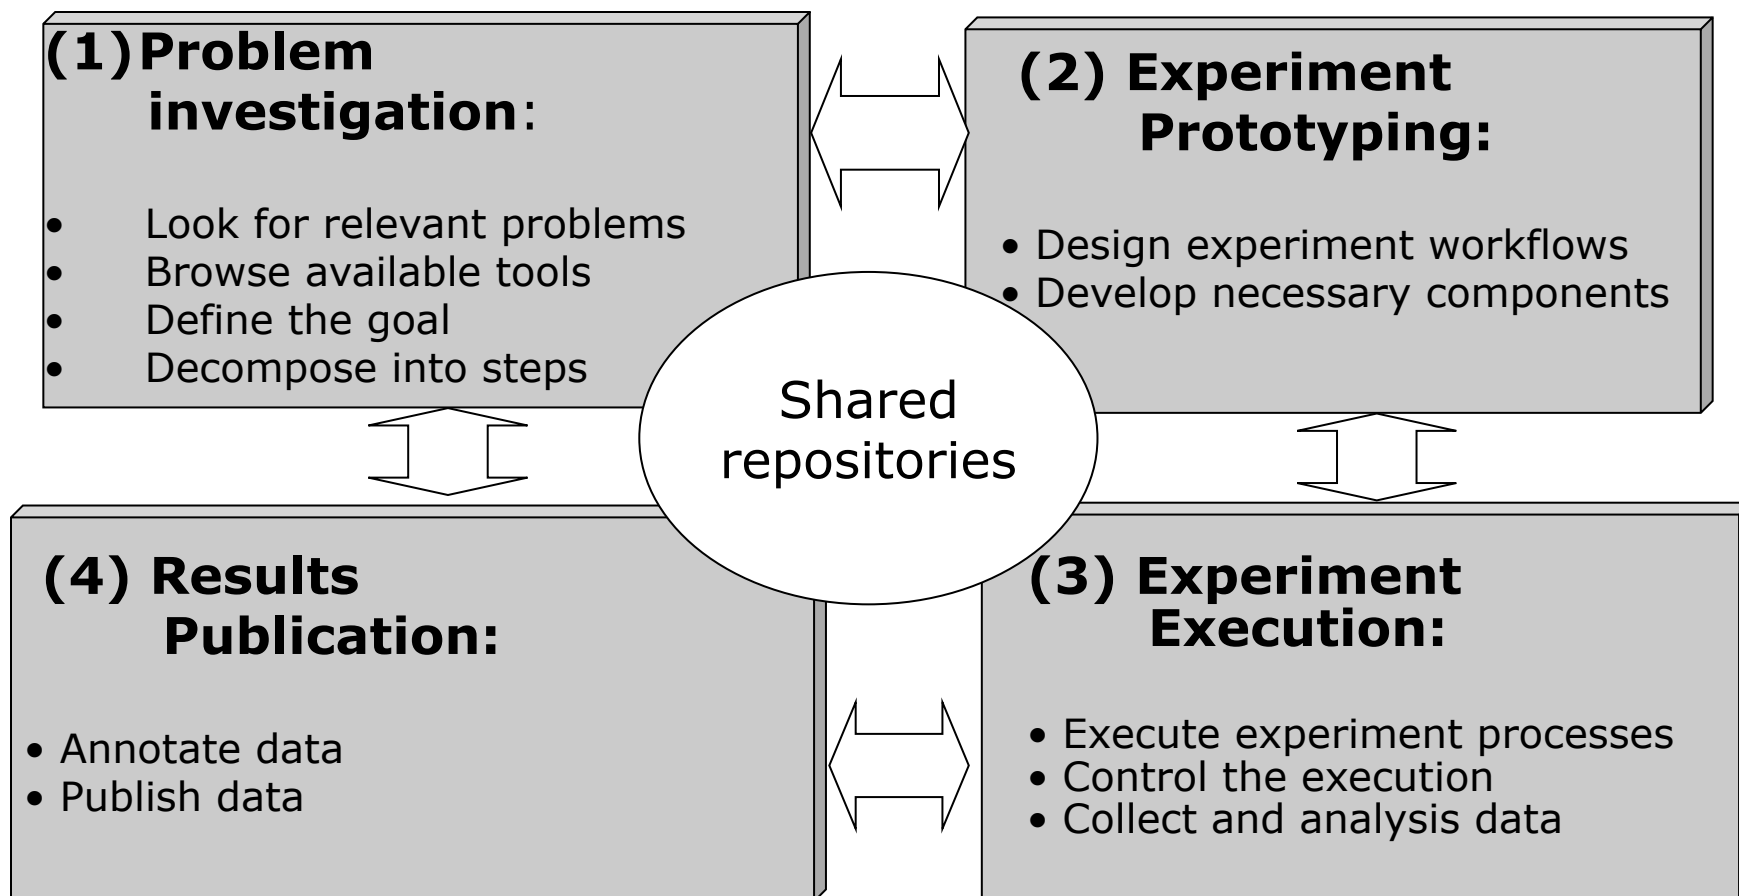 (1)Problem
investigation:
• Look for relevant problems
• Browse available tools
• Define the goal
• Decompose into steps
(2) Experiment
Prototyping:
• Design experiment workflows
• Develop necessary components
Shared
repositories
(4) Results
Publication:
• Annotate data
• Publish data
(3) Experiment
Execution:
• Execute experiment processes
• Control the execution
• Collect and analysis data